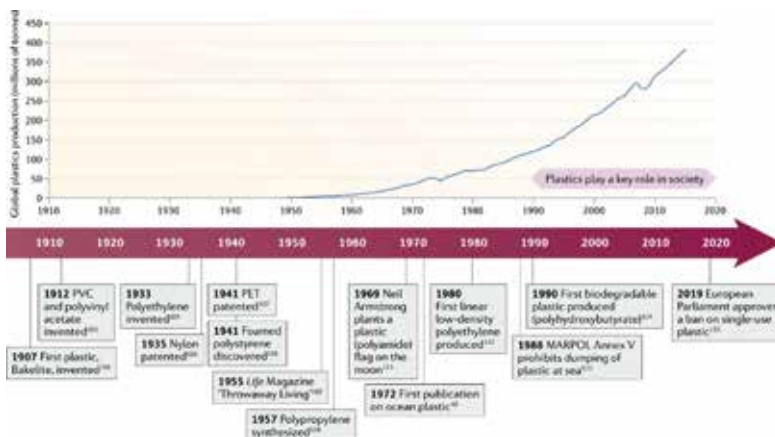 Global plastics production (millions of tonnes)
450
400
350
300
250
200
150
100
50
0
1910 1920 1930 1940 1950 1960 1970 1980 1990 2000 2010 2020
Plastics play a key role in society
1910 1920 1930 1940 1950 1960 1970 1980 1990 2000 2010 2020
1912 PVC
and polyvinyl
acetate
invented
1907 First plastic,
Bakelite, invented
1933
Polyethylene
invented
1935 Nylon
patented
1941 PET
patented
1941 Foamed
polystyrene
discovered
1955 Life Magazine
'Throwaway Living'
1957 Polypropylene
synthesized
1969 Neil
Armstrong
plants a
plastic
(polyamide)
flag on the
moon
1972 First publication
on ocean plastic
1980
First linear
low-density
polyethylene
produced
1990 First biodegradable
plastic produced
(polyhydroxybutyrate)
1988 MARPOL Annex V
prohibits dumping of
plastic at sea
2019 European
Parliament approves
a ban on single-use
plastic